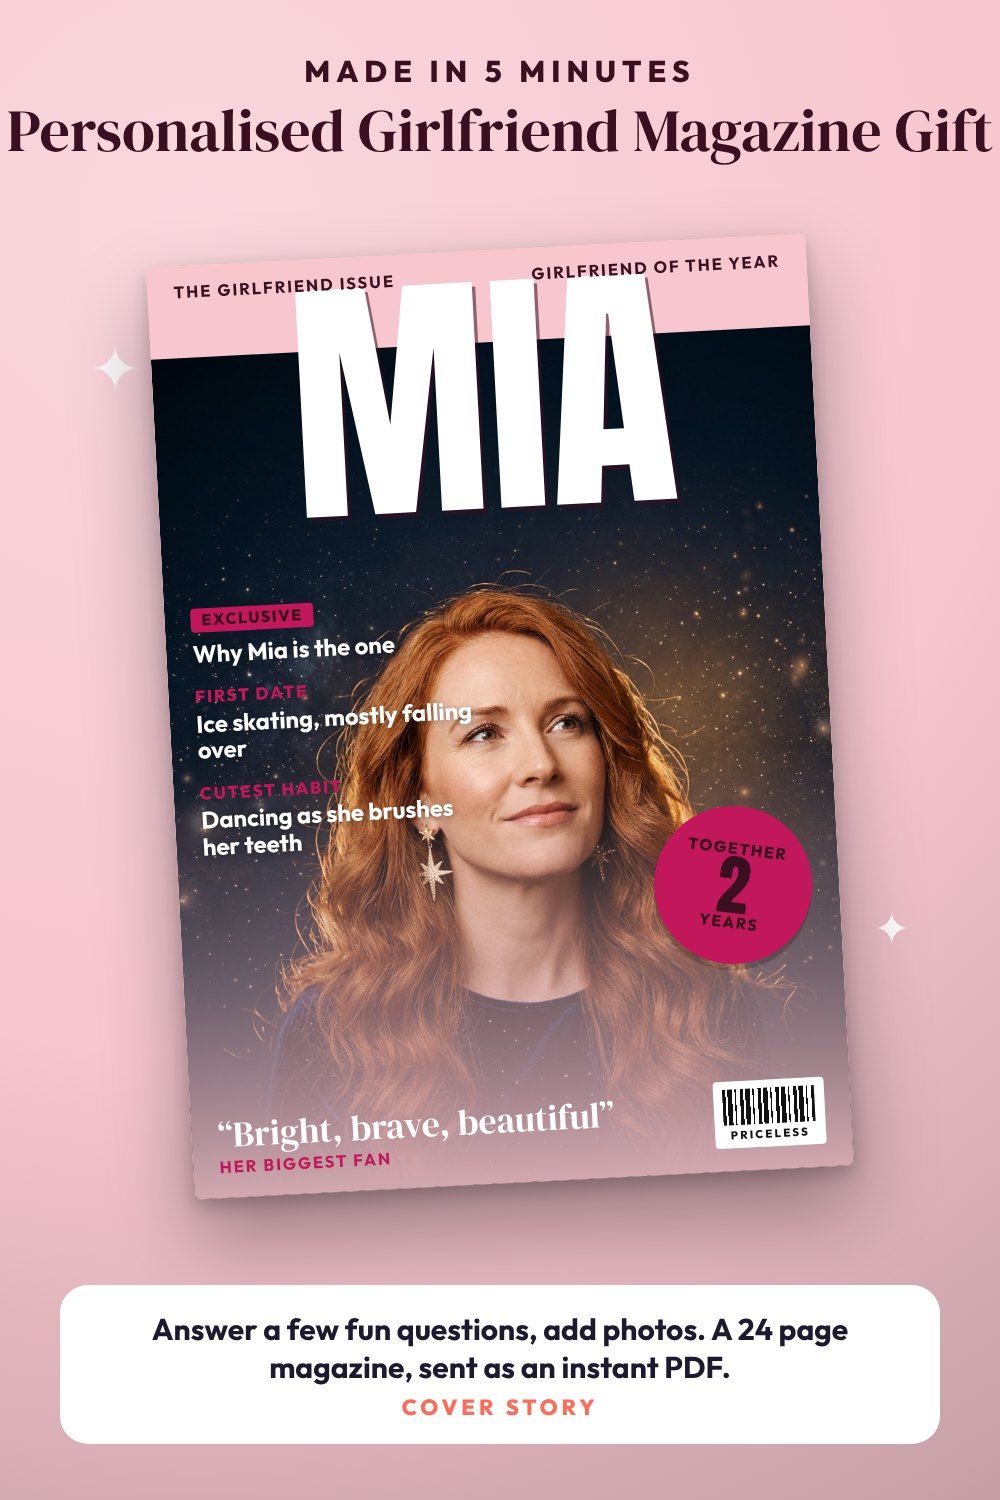 MADE IN 5 MINUTES
Personalised Girlfriend Magazine Gift
THE GIRLFRIEND ISSUE
GIRLFRIEND OF THE YEAR
MIA
EXCLUSIVE
Why Mia is the one
FIRST DATE
Ice skating, mostly falling
over
CUTEST HABIT
Dancing as she brushes
her teeth
TOGETHER
2
YEARS
“Bright, brave, beautiful”
HER BIGGEST FAN
PRICELESS
Answer a few fun questions, add photos. A 24 page
magazine, sent as an instant PDF.
COVER STORY